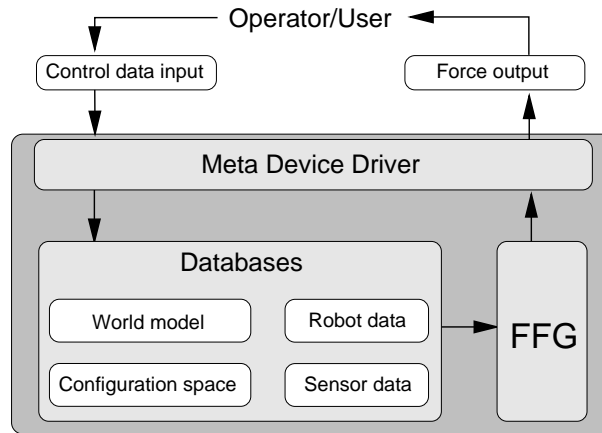 Operator/User
Control data input
Force output
Meta Device Driver
Databases
World model
Robot data
Configuration space
Sensor data
FFG